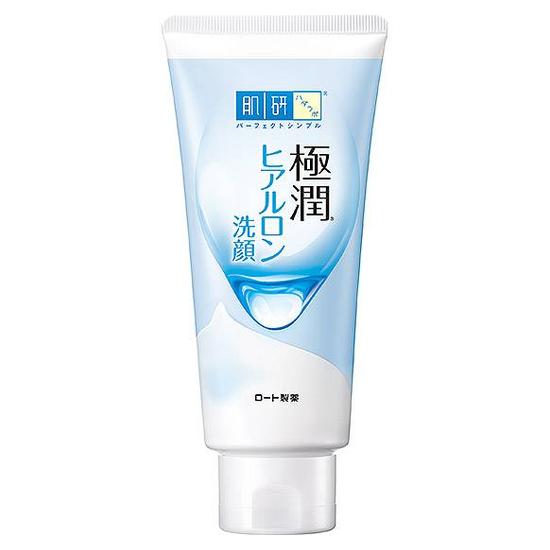 肌研 ハダラボ®
パーフェクトシンプル
極潤®
ヒアルロン
洗顔
ロート製薬